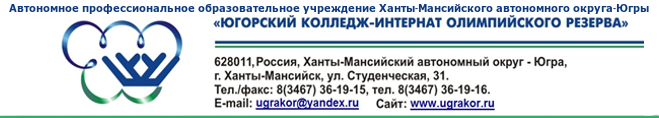 Автономное профессиональное образовательное учреждение Ханты-Мансийского автономного округа-Югры
«ЮГОРСКИЙ КОЛЛЕДЖ-ИНТЕРНАТ ОЛИМПИЙСКОГО РЕЗЕРВА»
628011,Россия, Ханты-Мансийский автономный округ - Югра,
г. Ханты-Мансийск, ул. Студенческая, 31.
Тел./факс: 8(3467) 36-19-15, тел. 8(3467) 36-19-16.
E-mail: ugrakor@yandex.ru Сайт: www.ugrakor.ru